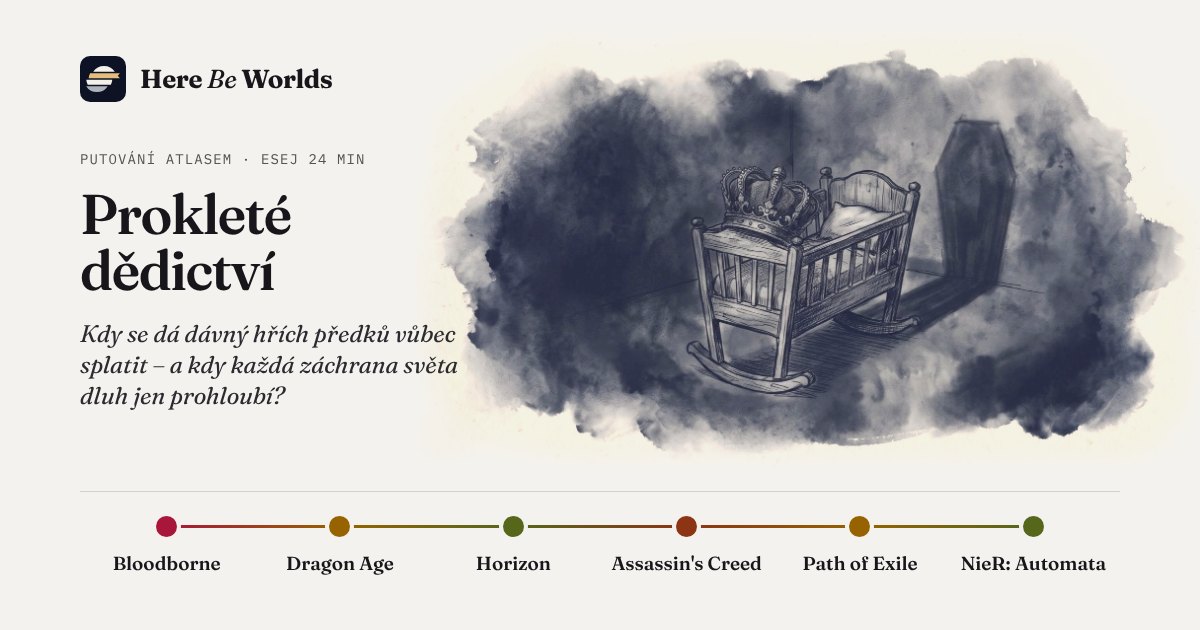 Here Be Worlds
PUTOVÁNÍ ATLASEM · ESEJ 24 MIN
Prokleté
dědictví
Kdy se dá dávný hřích předků vůbec
splatit – a kdy každá záchrana světa
dluh jen prohloubí?
Bloodborne
Dragon Age
Horizon
Assassin's Creed
Path of Exile
NieR: Automata